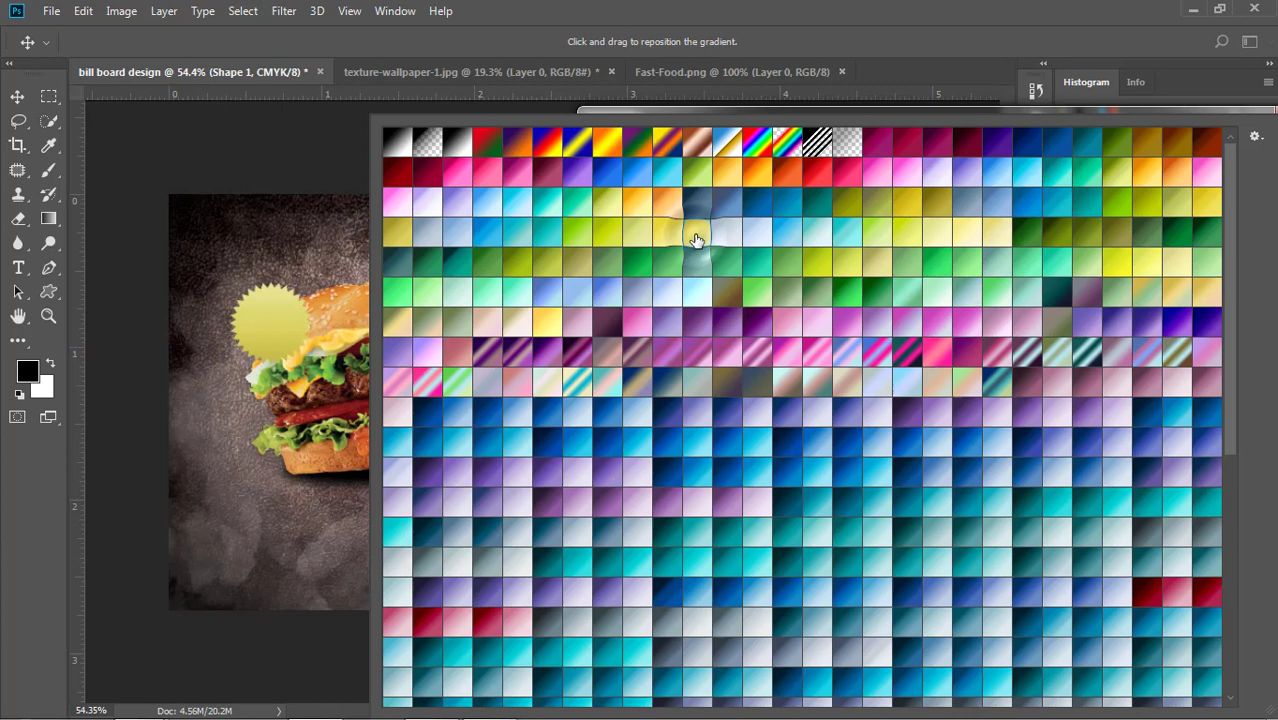 Ps File Edit Image Layer Type Select Filter 3D View Window Help
Click and drag to reposition the gradient.
bill board design @ 54.4% (Shape 1, CMYK/8) * × texture-wallpaper-1.jpg @ 19.3% (Layer 0, RGB/8#) * × Fast-Food.png @ 100% (Layer 0, RGB/8) × Histogram Info
0 1 2 3 4 5
0
1
2
3
54.35% Doc: 4.56M/20.2M